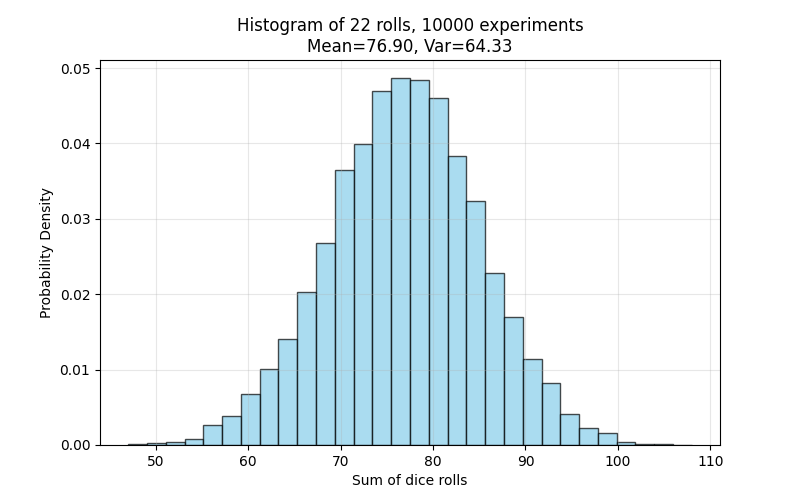 Histogram of 22 rolls, 10000 experiments
Mean=76.90, Var=64.33
0.05
0.04
0.03
0.02
0.01
0.00
Probability Density
50 60 70 80 90 100 110
Sum of dice rolls